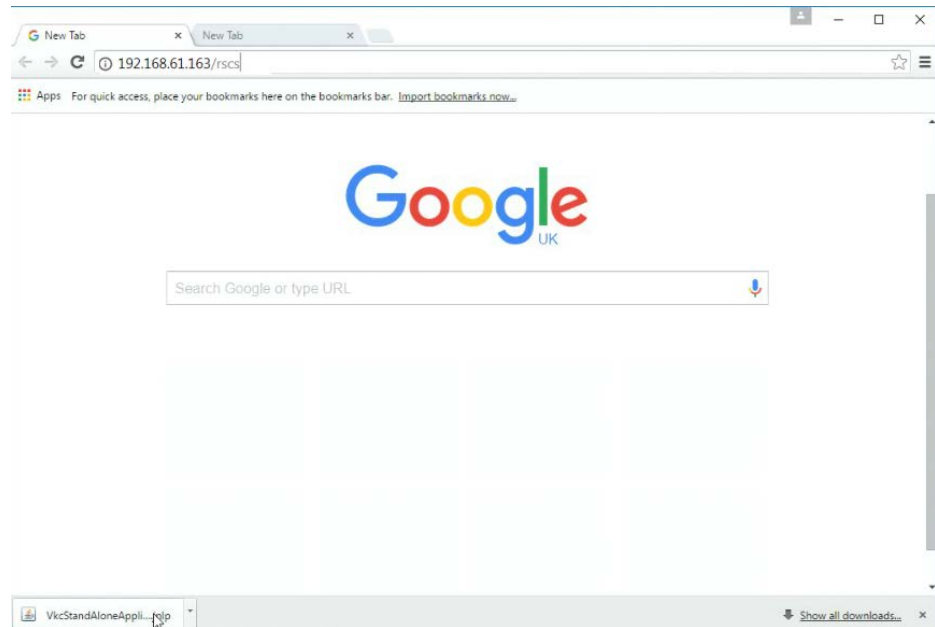 New Tab New Tab
192.168.61.163/rscs
Apps For quick access, place your bookmarks here on the bookmarks bar. Import bookmarks now...
Google
UK
Search Google or type URL
VkcStandAloneAppli... Show all downloads...